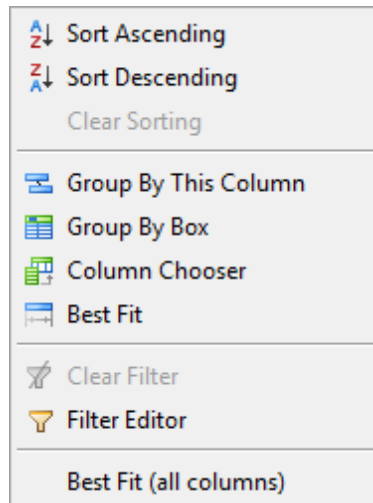 Sort Ascending
Sort Descending
Clear Sorting
Group By This Column
Group By Box
Column Chooser
Best Fit
Clear Filter
Filter Editor
Best Fit (all columns)